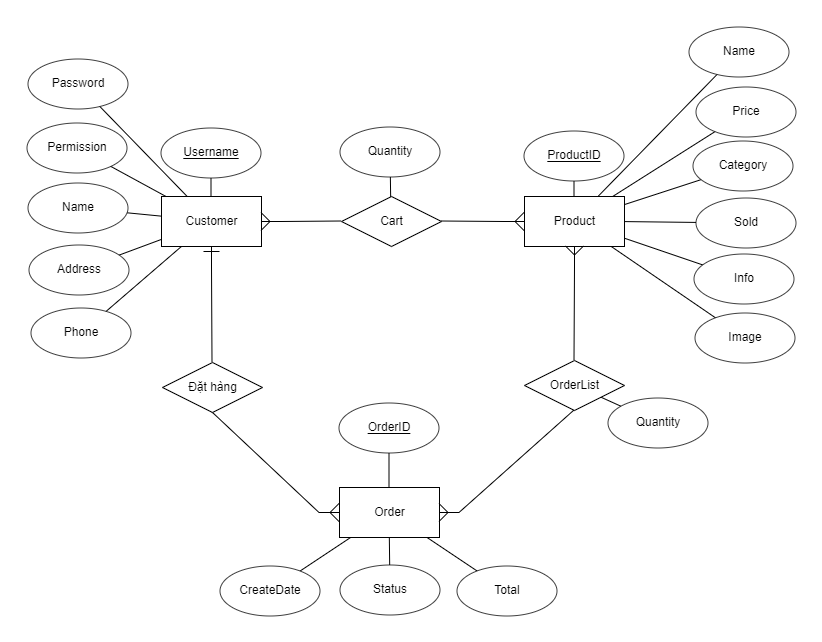 Name
Password
Price
Permission
Username
Quantity
ProductID
Category
Name
Customer
Cart
Product
Sold
Address
Info
Phone
Image
Đặt hàng
OrderList
OrderID
Quantity
Order
CreateDate
Status
Total